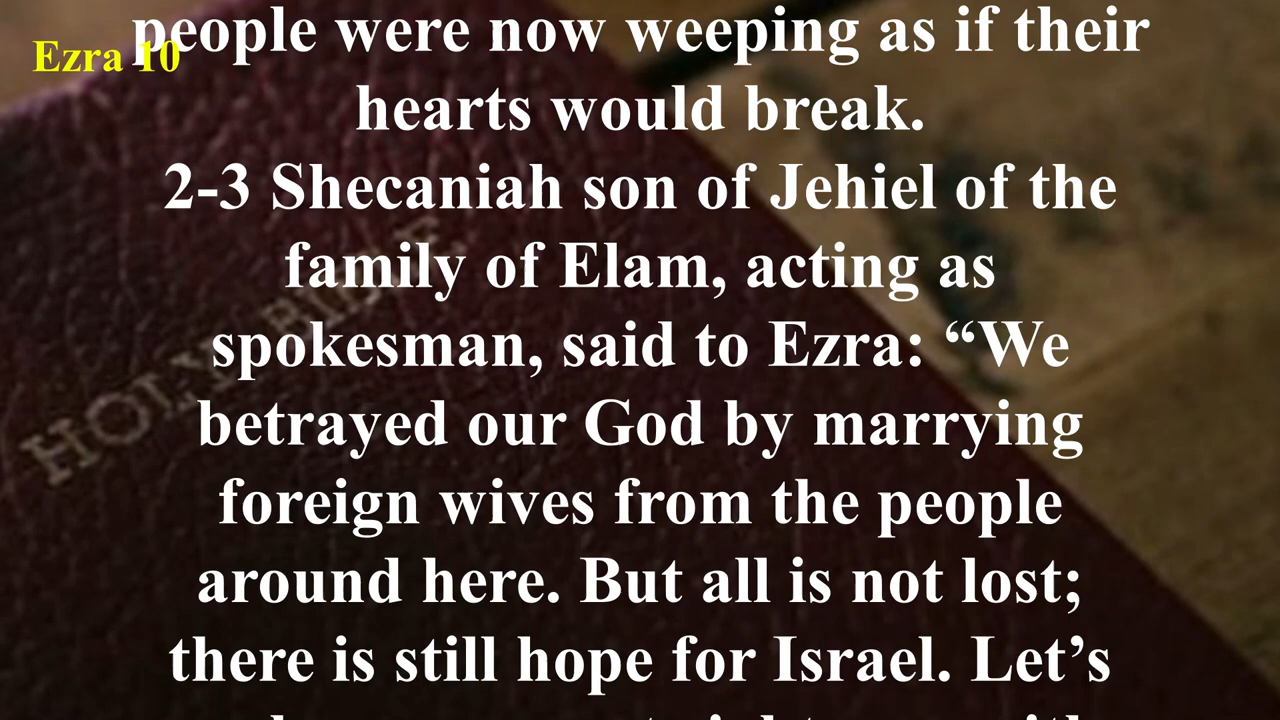 people were now weeping as if their
Ezra 10
hearts would break.
2-3 Shecaniah son of Jehiel of the
family of Elam, acting as
spokesman, said to Ezra: “We
betrayed our God by marrying
foreign wives from the people
around here. But all is not lost;
there is still hope for Israel. Let’s
HOLY BIBLE